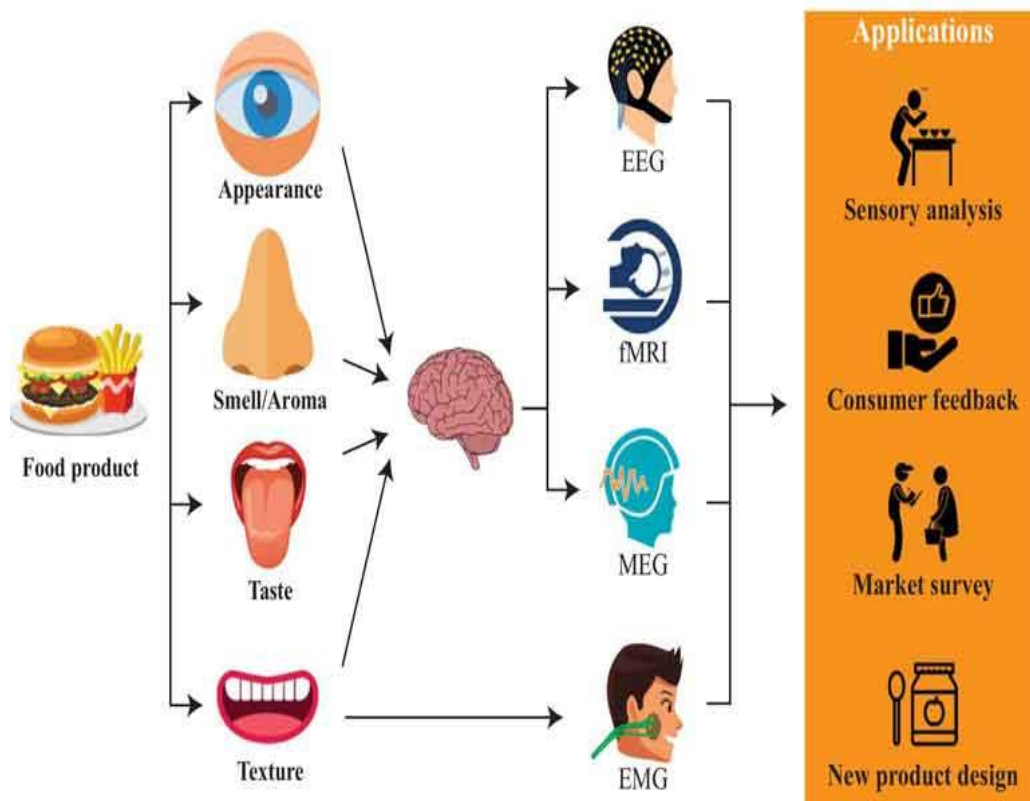 Food product
Appearance
Smell/Aroma
Taste
Texture
EEG
fMRI
MEG
EMG
Applications
Sensory analysis
Consumer feedback
Market survey
New product design